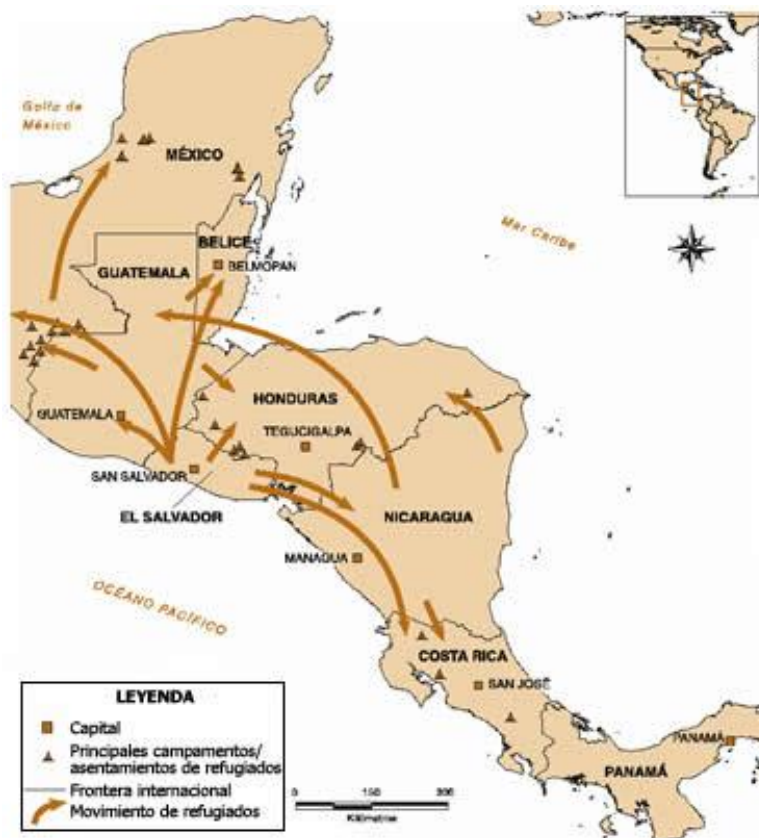 Golfo de
México
MÉXICO
Mar Caribe
BELICE
BELMOPAN
GUATEMALA
HONDURAS
GUATEMALA
TEGUCIGALPA
SAN SALVADOR
EL SALVADOR
NICARAGUA
MANAGUA
OCÉANO PACÍFICO
COSTA RICA
SAN JOSÉ
PANAMÁ
PANAMÁ
LEYENDA
Capital
Principales campamentos/
asentamientos de refugiados
Frontera internacional
Movimiento de refugiados
0 150 300
Kilómetros